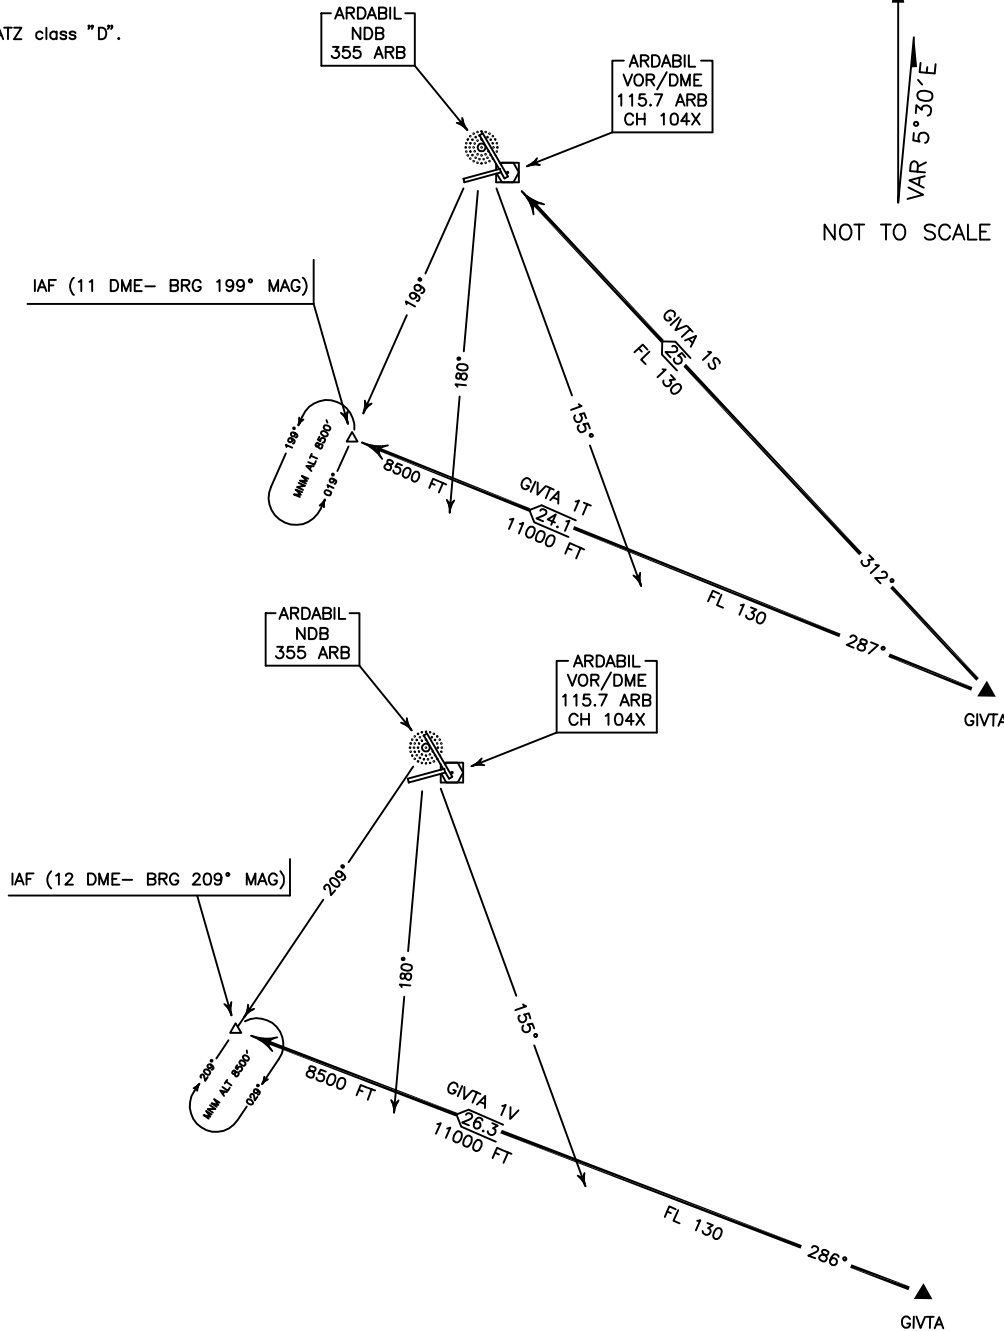 ATZ class "D".
ARDABIL
NDB
355 ARB
ARDABIL
VOR/DME
115.7 ARB
CH 104X
VAR 5°30'E
NOT TO SCALE
IAF (11 DME- BRG 199° MAG)
199°
180°
155°
GIVTA 1S
25
FL 130
199°
MNM ALT 8500'
019°
8500 FT
GIVTA 1T
24.1
11000 FT
FL 130
312°
287°
GIVTA
ARDABIL
NDB
355 ARB
ARDABIL
VOR/DME
115.7 ARB
CH 104X
IAF (12 DME- BRG 209° MAG)
209°
180°
155°
209°
MNM ALT 8500'
029°
8500 FT
GIVTA 1V
26.3
11000 FT
FL 130
286°
GIVTA